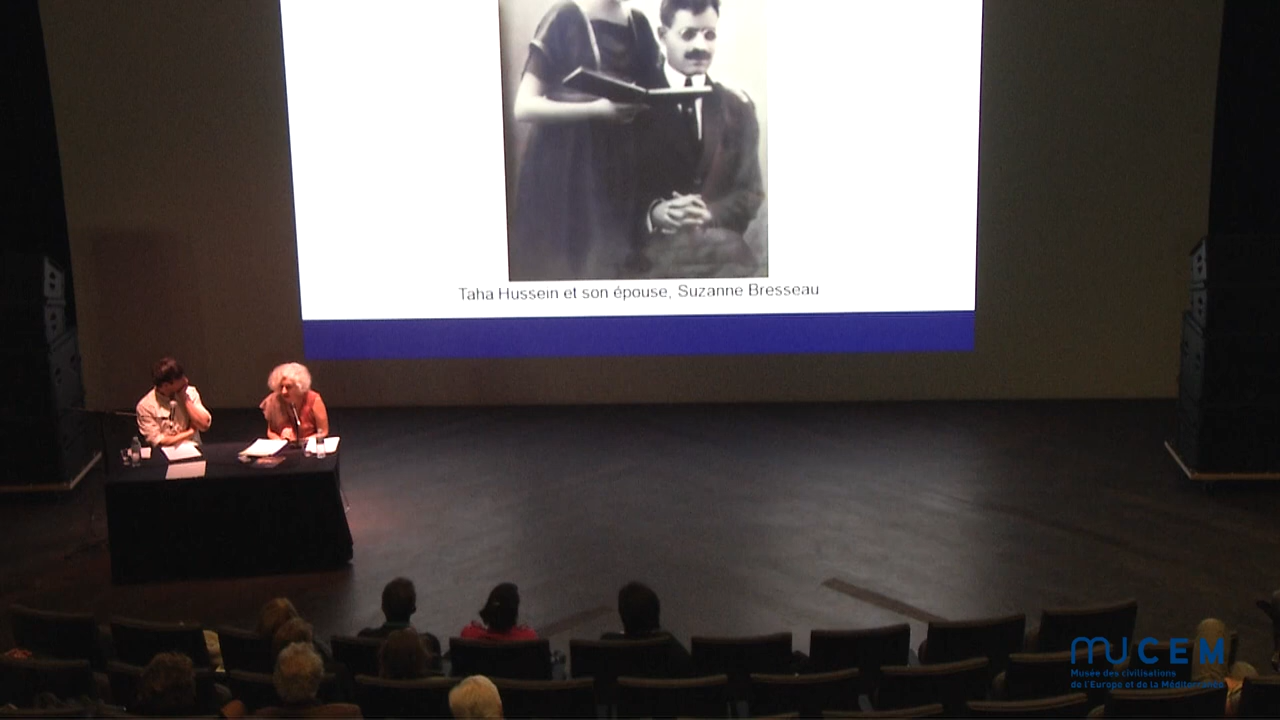 Taha Hussein et son épouse, Suzanne Bresseau
MUCEM
Musée des civilisations
de l'Europe et de la Méditerranée